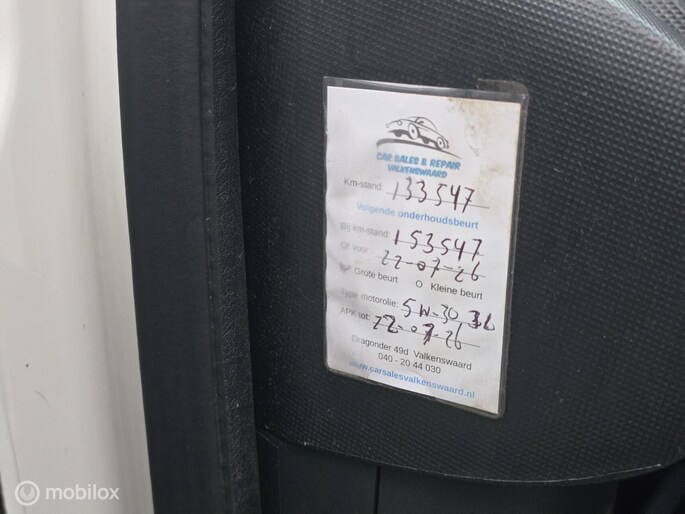 CAR SALES & REPAIR
VALKENSWAARD
Km-stand: 133547
Volgende onderhoudsbeurt
Bij km-stand: 153547
Of voor: 22-07-26
Grote beurt O Kleine beurt
Type motorolie: 5W-30 3L
APK tot: 22-07-26
Dragonder 49d Valkenswaard
040 - 20 44 030
www.carsalesvalkenswaard.nl
mobilox